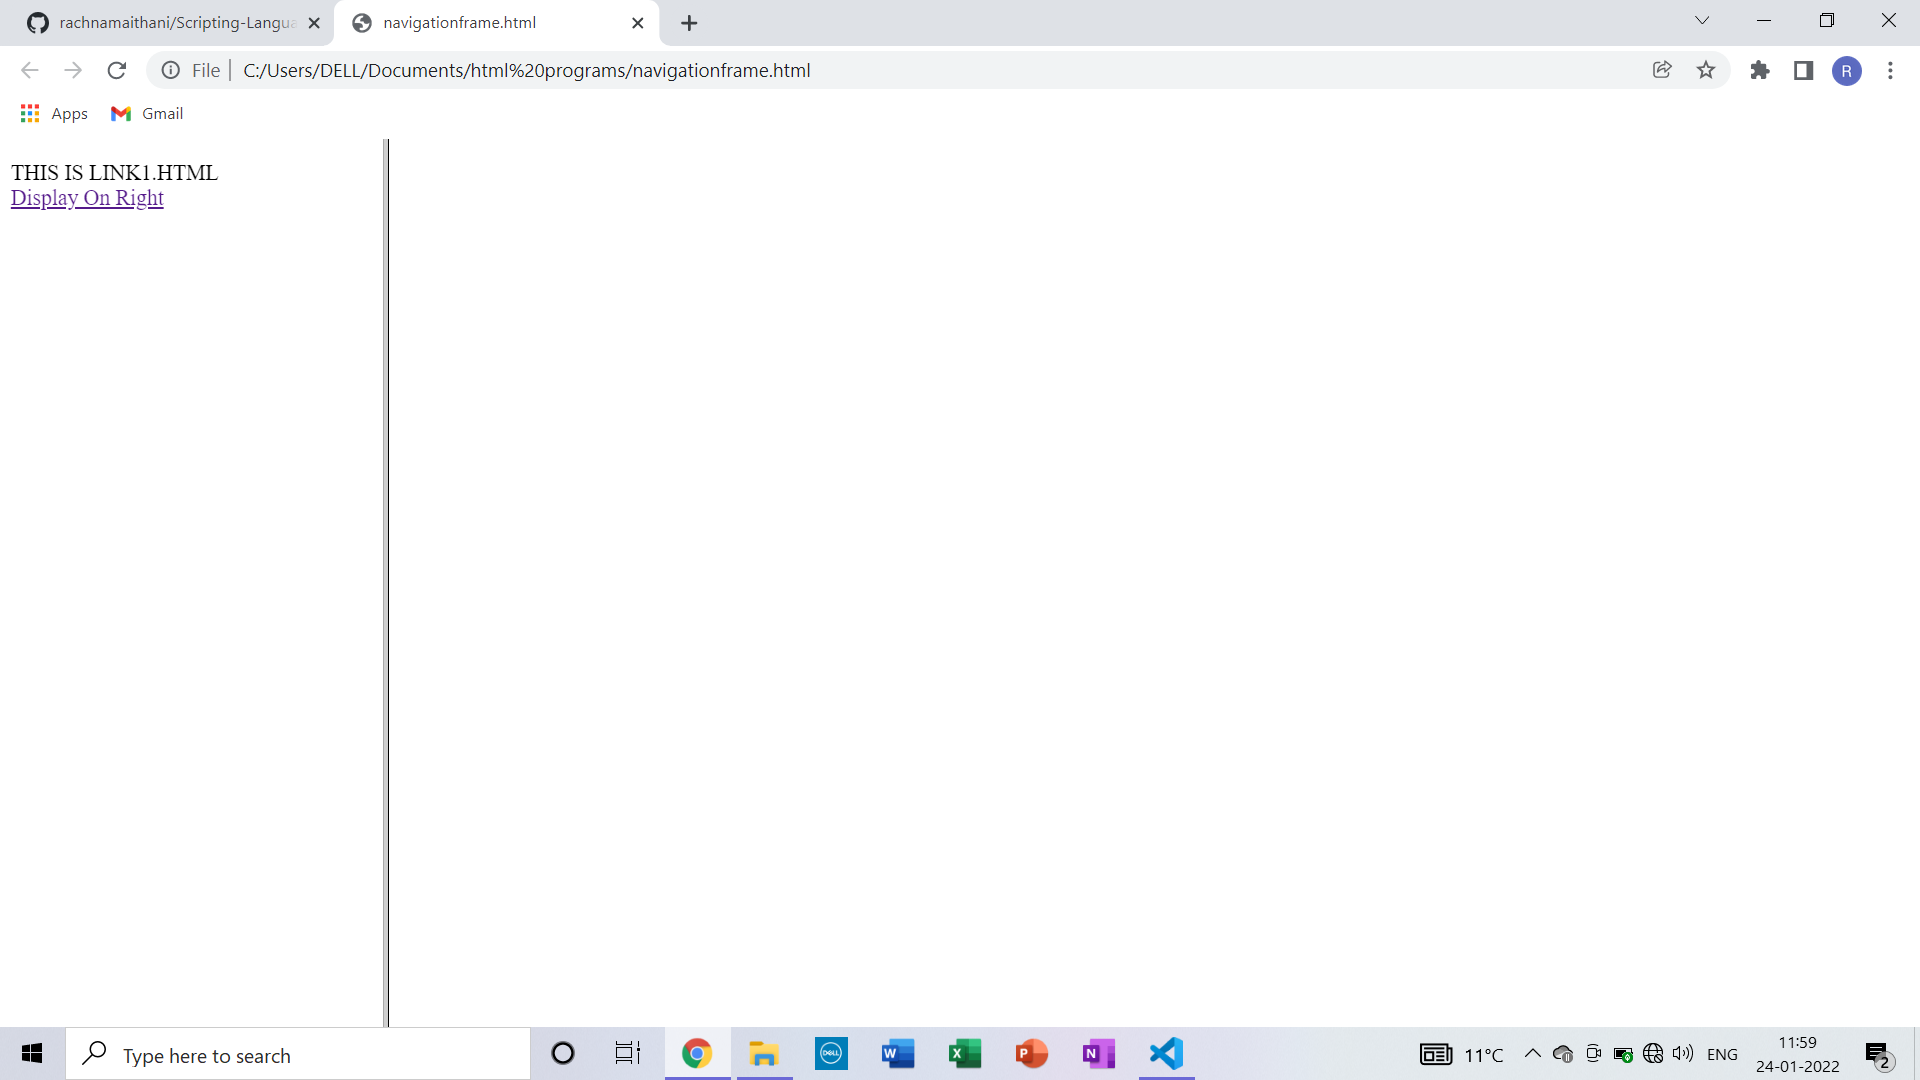 rachnamaithani/Scripting-Langua
navigationframe.html
File
C:/Users/DELL/Documents/html%20programs/navigationframe.html
R
Apps
Gmail
THIS IS LINK1.HTML
Display On Right
Type here to search
DELL
W
X
P
N
11°C
ENG
11:59
24-01-2022
2